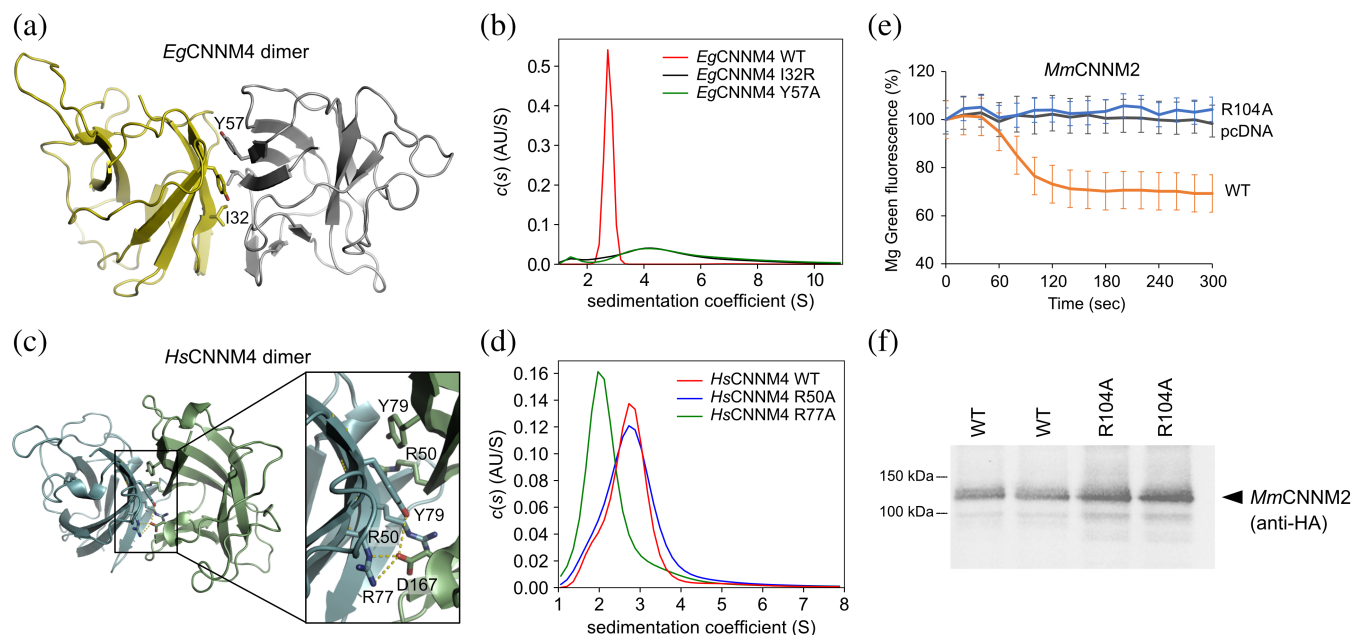 (a)
EgCNNM4 dimer
Y57
I32
(b)
c(s) (AU/S)
0.5
0.4
0.3
0.2
0.1
0.0
EgCNNM4 WT
EgCNNM4 I32R
EgCNNM4 Y57A
2 4 6 8 10
sedimentation coefficient (S)
(e)
MmCNNM2
Mg Green fluorescence (%)
120
100
80
60
40
R104A
pcDNA
WT
0 60 120 180 240 300
Time (sec)
(c)
HsCNNM4 dimer
Y79
R50
Y79
R50
D167
R77
(d)
c(s) (AU/S)
0.16
0.14
0.12
0.10
0.08
0.06
0.04
0.02
0.00
HsCNNM4 WT
HsCNNM4 R50A
HsCNNM4 R77A
1 2 3 4 5 6 7 8
sedimentation coefficient (S)
(f)
WT
WT
R104A
R104A
150 kDa
100 kDa
MmCNNM2
(anti-HA)